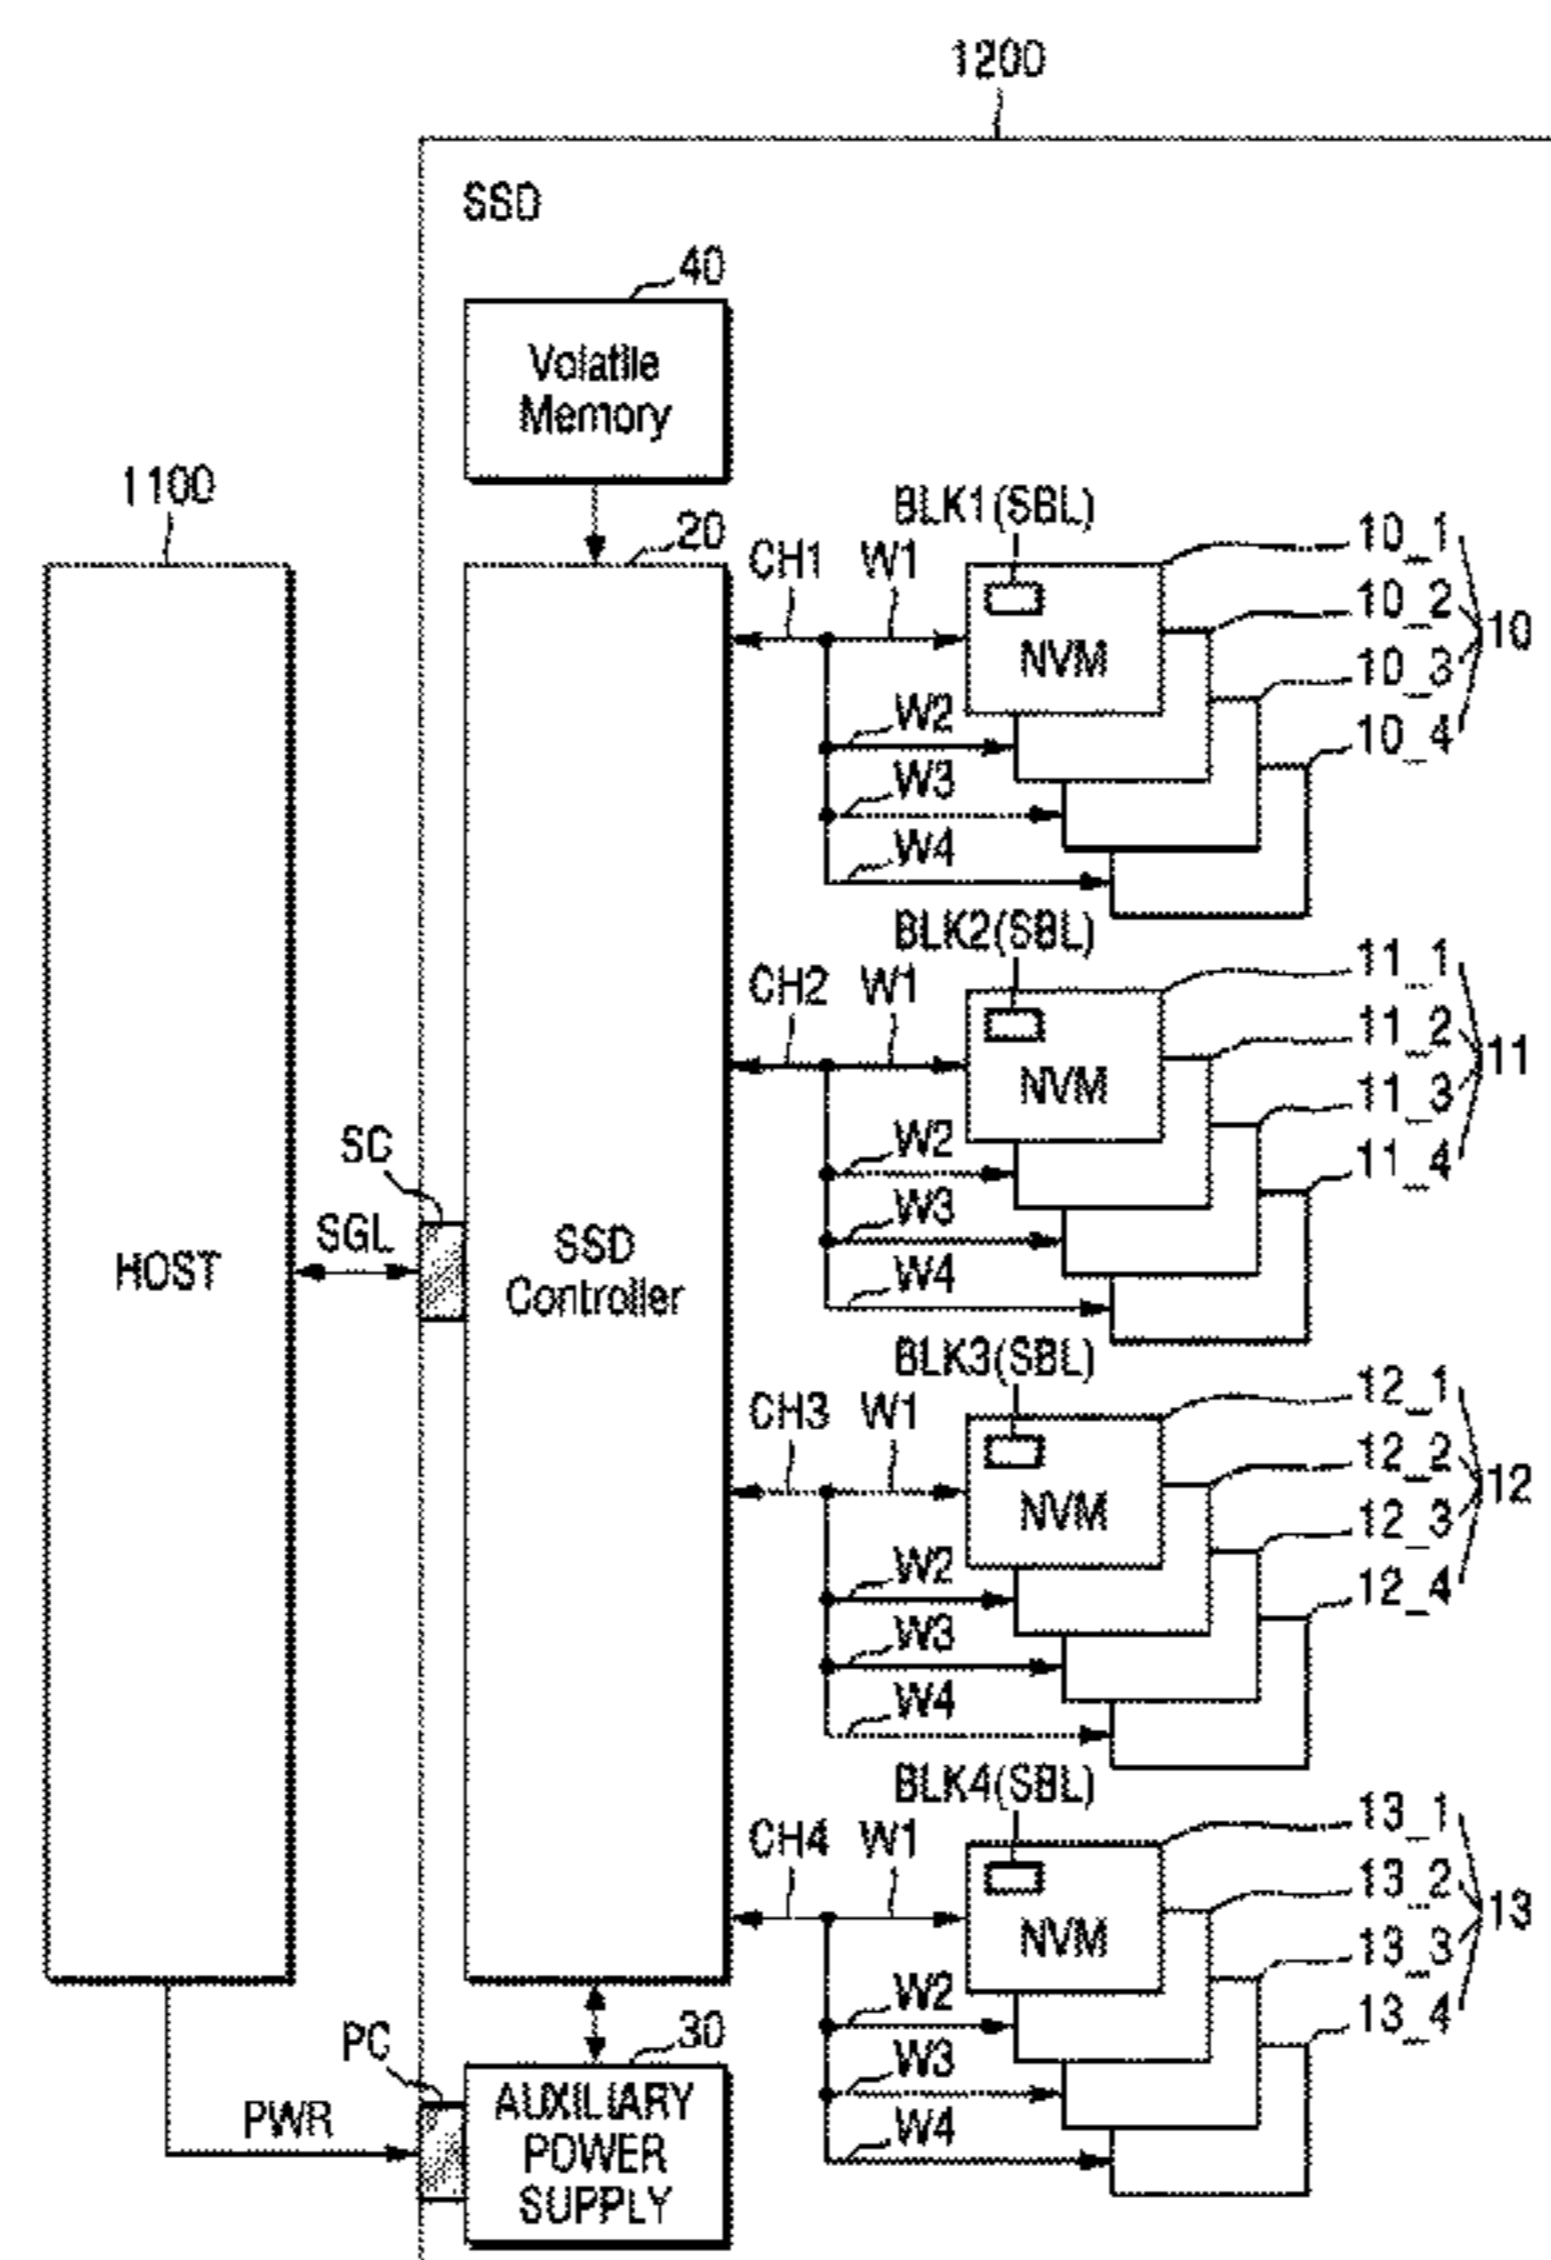 1200
SSD
40
Volatile
Memory
1100
20
HOST
SGL
SC
SSD
Controller
PWR
PC
30
AUXILIARY
POWER
SUPPLY
BLK1(SBL)
CH1
W1
NVM
W2
W3
W4
10_1
10_2
10_3
10_4
10
BLK2(SBL)
CH2
W1
NVM
W2
W3
W4
11_1
11_2
11_3
11_4
11
BLK3(SBL)
CH3
W1
NVM
W2
W3
W4
12_1
12_2
12_3
12_4
12
BLK4(SBL)
CH4
W1
NVM
W2
W3
W4
13_1
13_2
13_3
13_4
13